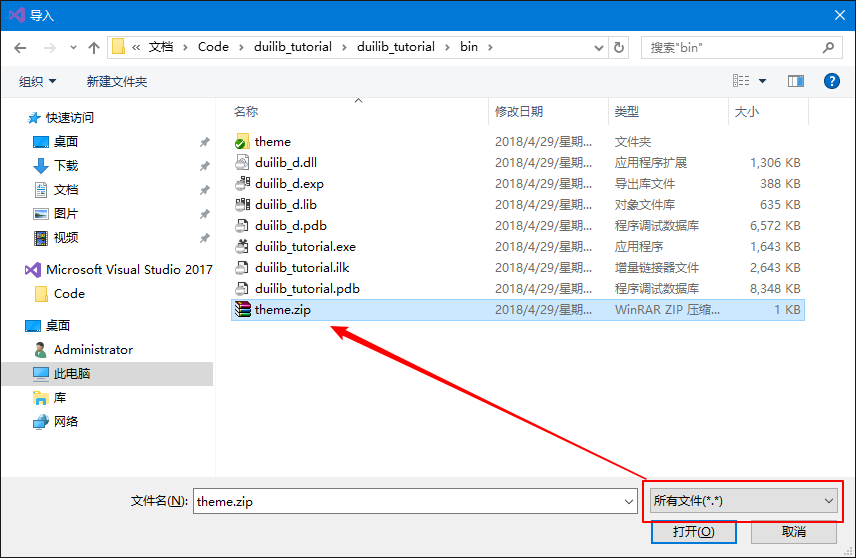 导入
« 文档 › Code › duilib_tutorial › duilib_tutorial › bin ›
搜索"bin"
组织 新建文件夹
名称 修改日期 类型 大小
快速访问
桌面
下载
文档
图片
视频
Microsoft Visual Studio 2017
Code
桌面
Administrator
此电脑
库
网络
theme 2018/4/29/星期... 文件夹
duilib_d.dll 2018/4/29/星期... 应用程序扩展 1,306 KB
duilib_d.exp 2018/4/29/星期... 导出库文件 388 KB
duilib_d.lib 2018/4/29/星期... 对象文件库 635 KB
duilib_d.pdb 2018/4/29/星期... 程序调试数据库 6,572 KB
duilib_tutorial.exe 2018/4/29/星期... 应用程序 1,643 KB
duilib_tutorial.ilk 2018/4/29/星期... 增量链接器文件 2,643 KB
duilib_tutorial.pdb 2018/4/29/星期... 程序调试数据库 8,348 KB
theme.zip 2018/4/29/星期... WinRAR ZIP 压缩... 1 KB
文件名(N): theme.zip 所有文件(*.*)
打开(O) 取消